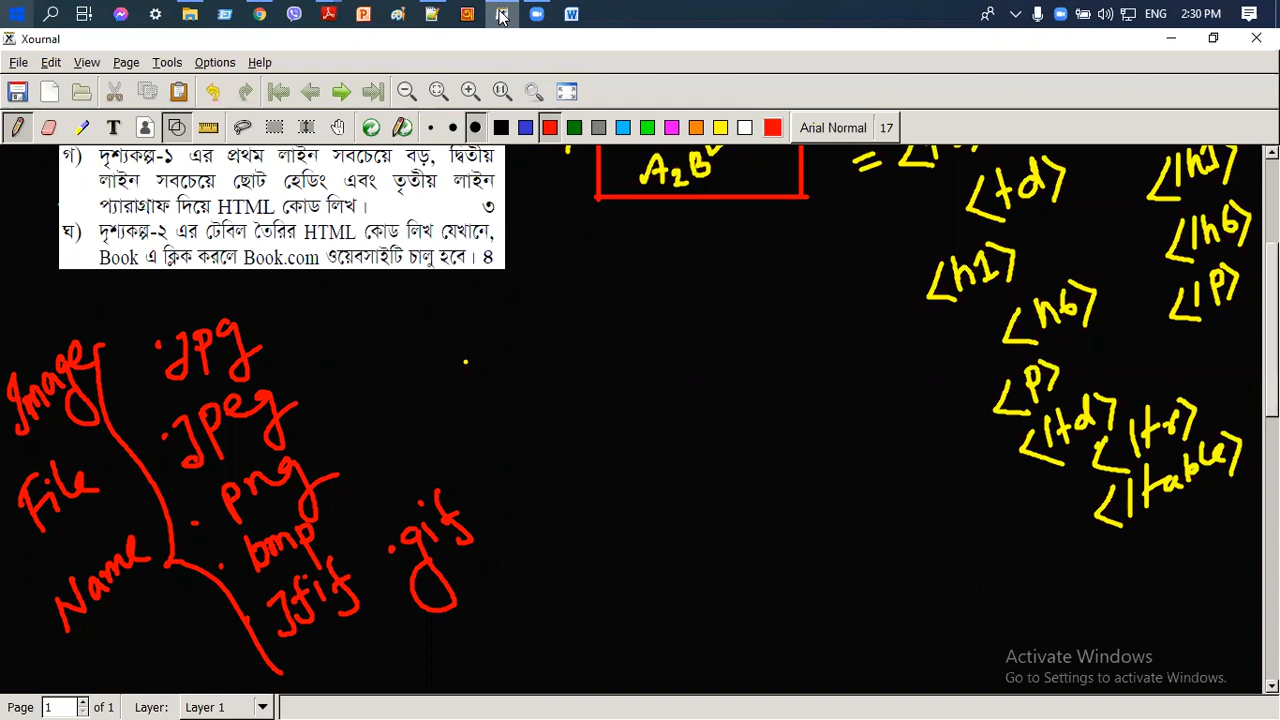 ENG
2:30 PM
Xournal
File Edit View Page Tools Options Help
Arial Normal 17
গ) দৃশ্যকল্প-১ এর প্রথম লাইন সবচেয়ে বড়, দ্বিতীয়
লাইন সবচেয়ে ছোট হেডিং এবং তৃতীয় লাইন
প্যারাগ্রাফ দিয়ে HTML কোড লিখ। ৩
ঘ) দৃশ্যকল্প-২ এর টেবিল তৈরির HTML কোড লিখ যেখানে,
Book এ ক্লিক করলে Book.com ওয়েবসাইটি চালু হবে। ৪
A2B
= <
<td>
</h1>
</h6>
</p>
<h1>
<h6>
<p>
</td> </tr>
</table>
Image
File
Name
.jpg
.Jpeg
.png
.bmp
Jfif .gif
Activate Windows
Go to Settings to activate Windows.
Page 1 of 1 Layer: Layer 1